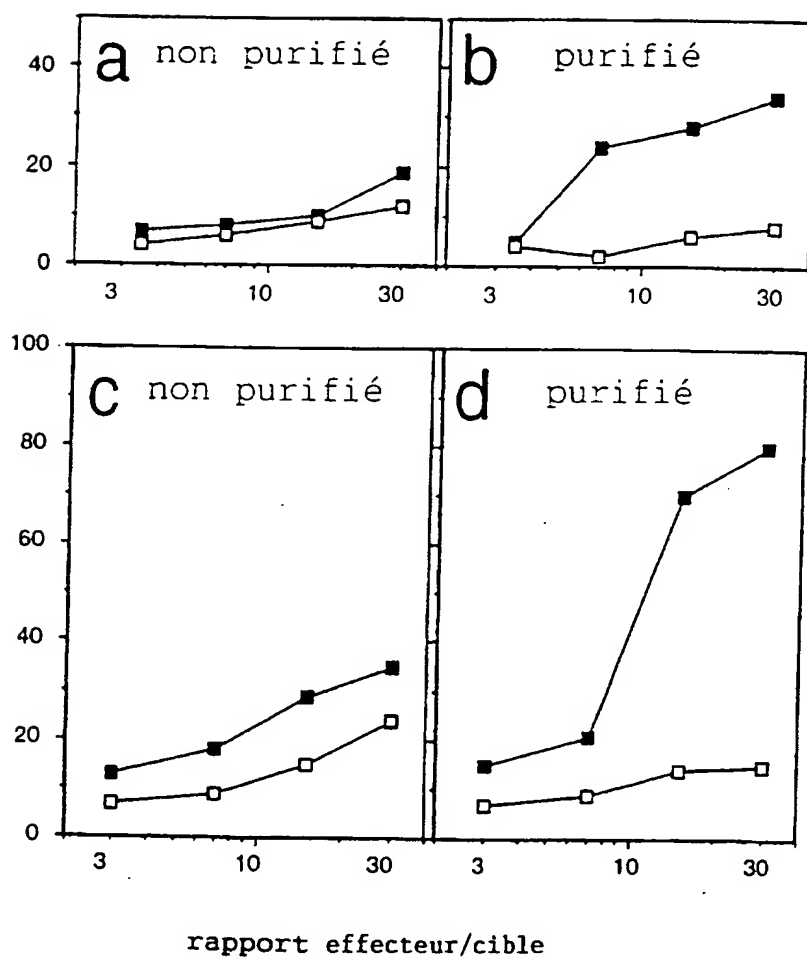 a non purifié
b purifié
40
20
0
3 10 30
3 10 30
c non purifié
d purifié
100
80
60
40
20
0
3 10 30
3 10 30
rapport effecteur/cible